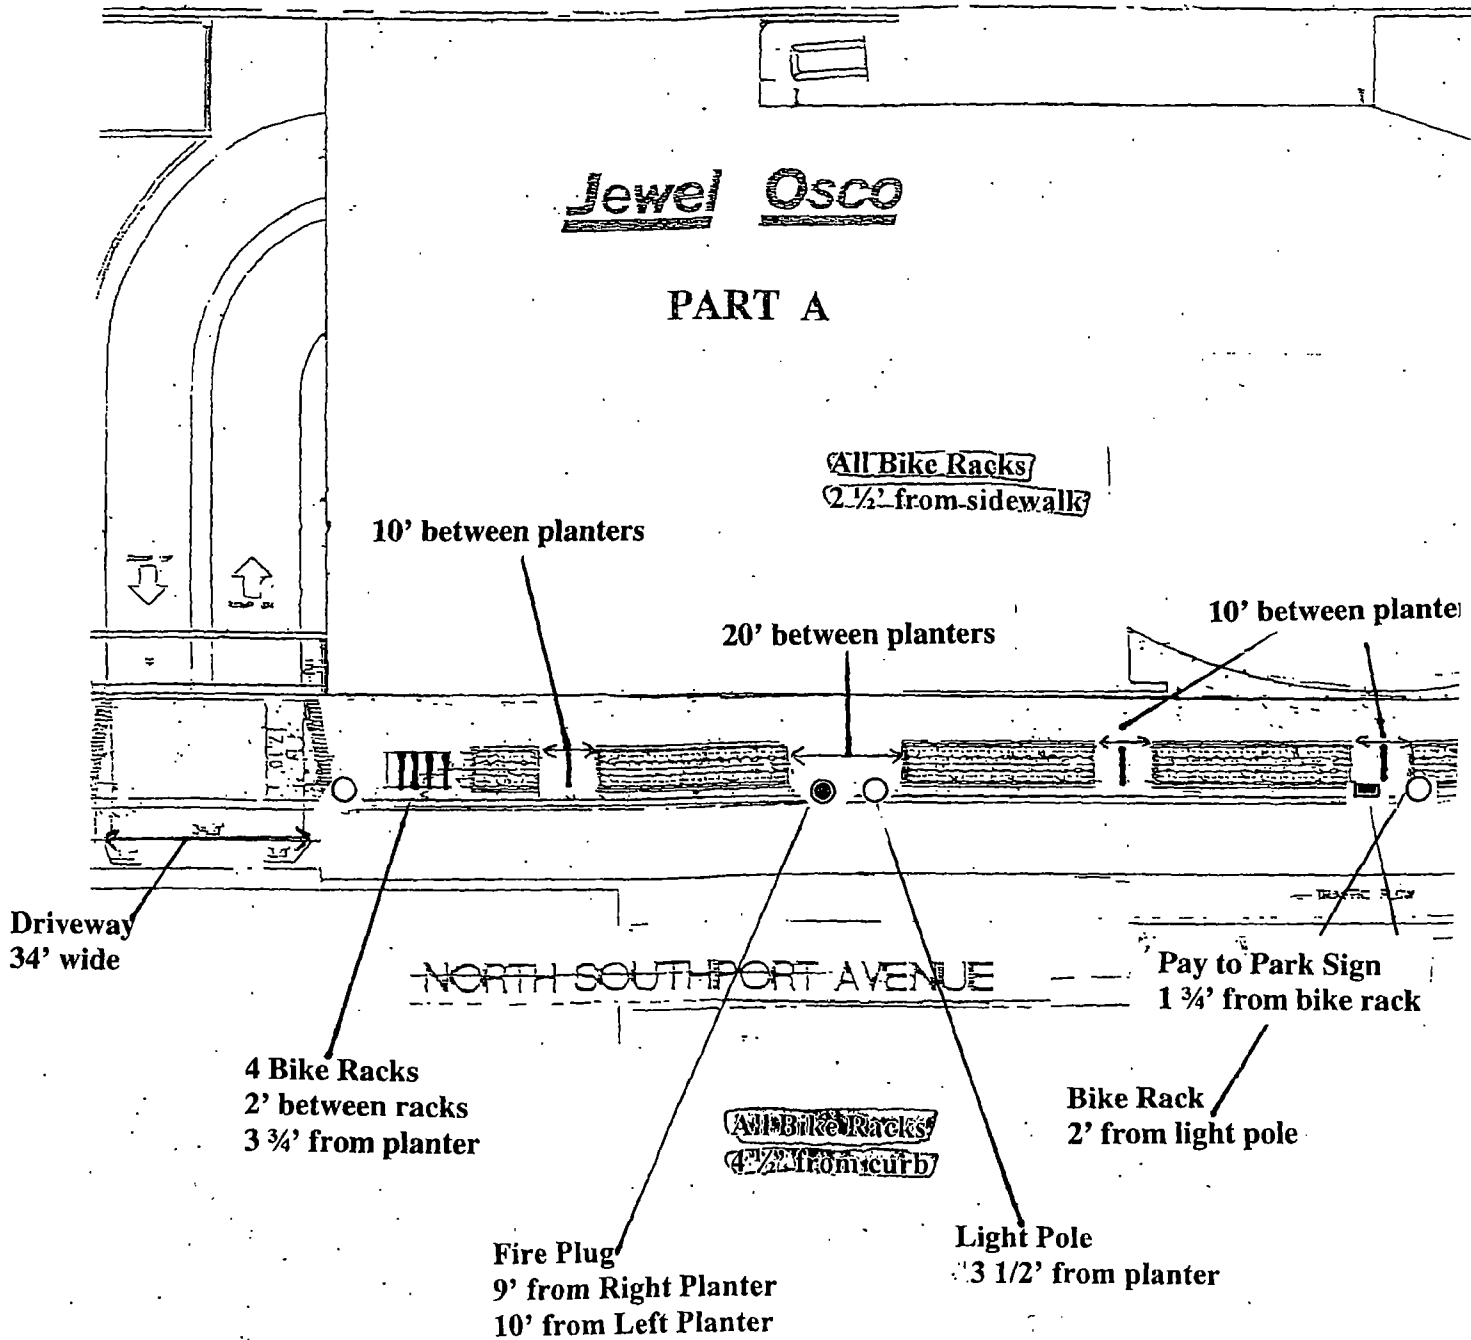 Jewel Osco
PART A
All Bike Racks
2 ½' from sidewalk
10' between planters
20' between planters
10' between planter
Driveway
34' wide
TRAFFIC FLOW
NORTH SOUTHPORT AVENUE
Pay to Park Sign
1 ¾' from bike rack
4 Bike Racks
2' between racks
3 ¾' from planter
Bike Rack
2' from light pole
All Bike Racks
4 ½' from curb
Fire Plug
9' from Right Planter
10' from Left Planter
Light Pole
3 1/2' from planter